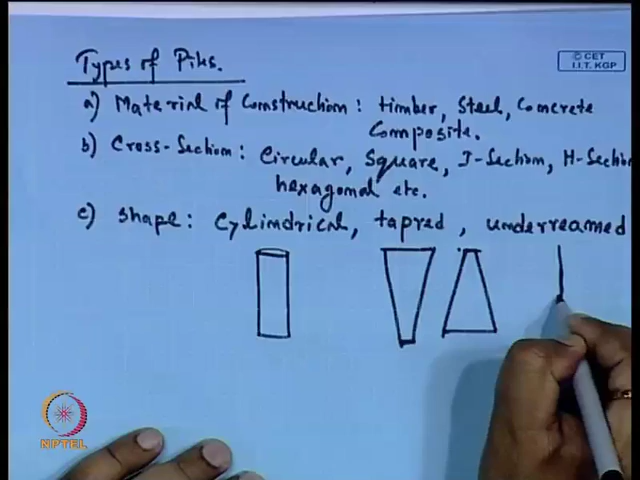 Types of Piles.
© CET
I.I.T. KGP
a) Material of Construction : timber, Steel, Concrete
Composite.
b) Cross-Section : Circular, Square, I-Section, H-Section
hexagonal etc.
c) Shape : Cylindrical, tapred, underreamed
NPTEL